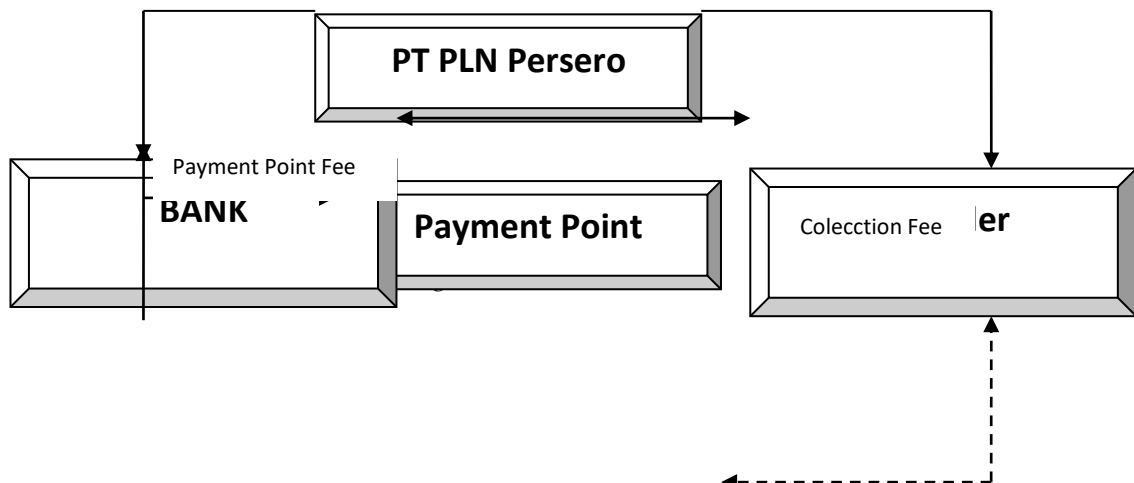 PT PLN Persero
Payment Point Fee
BANK
Payment Point
Colecction Fee
er